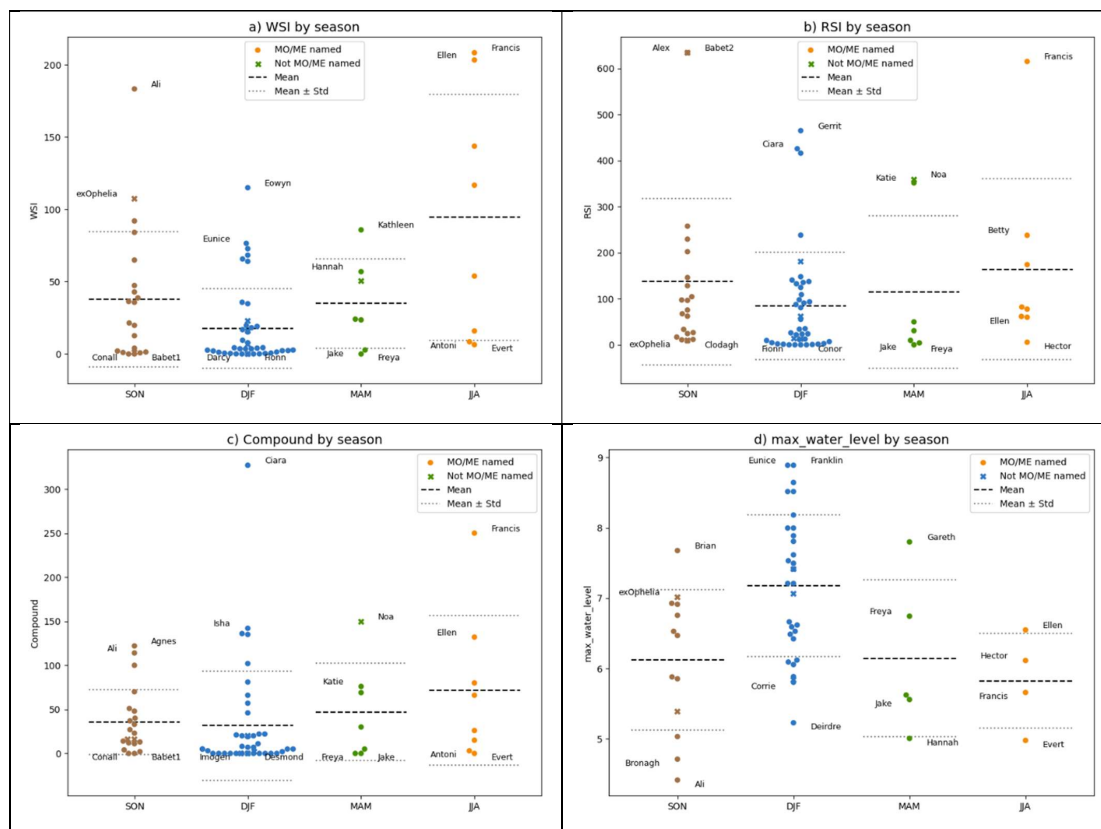 a) WSI by season
MO/ME named
Not MO/ME named
Mean
Mean ± Std
200
150
100
50
0
WSI
Ali
exOphelia
Conall
Babet1
Eowyn
Eunice
Darcy
Fionn
Kathleen
Hannah
Jake
Freya
Ellen
Francis
Antoni
Evert
SON
DJF
MAM
JJA
b) RSI by season
MO/ME named
Not MO/ME named
Mean
Mean ± Std
600
500
400
300
200
100
0
RSI
Alex
Babet2
exOphelia
Clodagh
Gerrit
Ciara
Fionn
Conor
Katie
Noa
Jake
Freya
Francis
Betty
Ellen
Hector
SON
DJF
MAM
JJA
c) Compound by season
MO/ME named
Not MO/ME named
Mean
Mean ± Std
300
250
200
150
100
50
0
Compound
Ali
Agnes
Conall
Babet1
Ciara
Isha
Imogen
Desmond
Noa
Katie
Freya
Jake
Francis
Ellen
Antoni
Evert
SON
DJF
MAM
JJA
d) max_water_level by season
MO/ME named
Not MO/ME named
Mean
Mean ± Std
9
8
7
6
5
max_water_level
Brian
exOphelia
Bronagh
Ali
Eunice
Franklin
Corrie
Deirdre
Gareth
Freya
Jake
Hannah
Ellen
Hector
Francis
Evert
SON
DJF
MAM
JJA